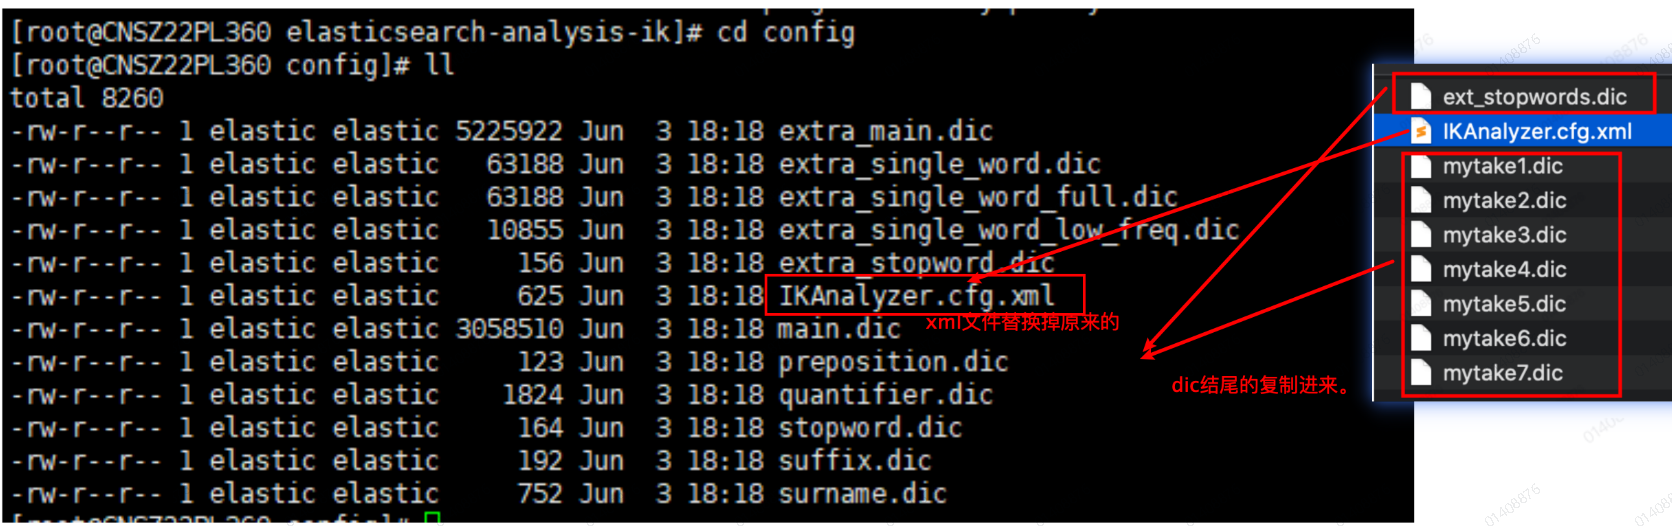 [root@CNSZ22PL360 elasticsearch-analysis-ik]# cd config
[root@CNSZ22PL360 config]# ll
total 8260
-rw-r--r-- 1 elastic elastic 5225922 Jun  3 18:18 extra_main.dic
-rw-r--r-- 1 elastic elastic   63188 Jun  3 18:18 extra_single_word.dic
-rw-r--r-- 1 elastic elastic   63188 Jun  3 18:18 extra_single_word_full.dic
-rw-r--r-- 1 elastic elastic   10855 Jun  3 18:18 extra_single_word_low_freq.dic
-rw-r--r-- 1 elastic elastic     156 Jun  3 18:18 extra_stopword.dic
-rw-r--r-- 1 elastic elastic     625 Jun  3 18:18 IKAnalyzer.cfg.xml
xml文件替换掉原来的
-rw-r--r-- 1 elastic elastic 3058510 Jun  3 18:18 main.dic
-rw-r--r-- 1 elastic elastic     123 Jun  3 18:18 preposition.dic
-rw-r--r-- 1 elastic elastic    1824 Jun  3 18:18 quantifier.dic
-rw-r--r-- 1 elastic elastic     164 Jun  3 18:18 stopword.dic
-rw-r--r-- 1 elastic elastic     192 Jun  3 18:18 suffix.dic
-rw-r--r-- 1 elastic elastic     752 Jun  3 18:18 surname.dic
dic结尾的复制进来。
ext_stopwords.dic
IKAnalyzer.cfg.xml
mytake1.dic
mytake2.dic
mytake3.dic
mytake4.dic
mytake5.dic
mytake6.dic
mytake7.dic
01408876
01408876